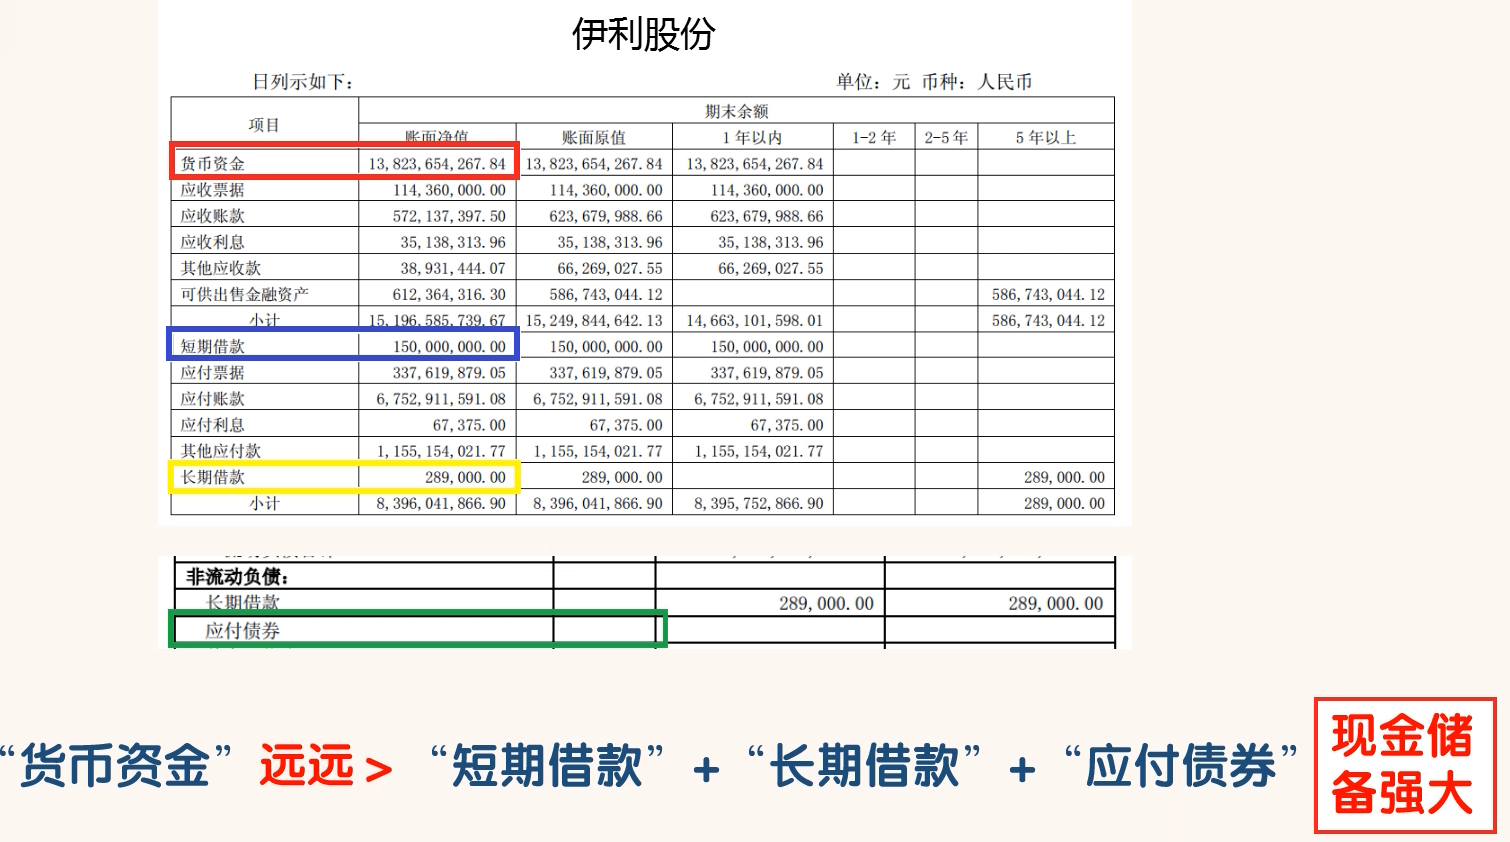 伊利股份
日列示如下： 单位：元 币种：人民币
项目 期末余额
账面净值 账面原值 1 年以内 1-2 年 2-5 年 5 年以上
货币资金 13,823,654,267.84 13,823,654,267.84 13,823,654,267.84
应收票据 114,360,000.00 114,360,000.00 114,360,000.00
应收账款 572,137,397.50 623,679,988.66 623,679,988.66
应收利息 35,138,313.96 35,138,313.96 35,138,313.96
其他应收款 38,931,444.07 66,269,027.55 66,269,027.55
可供出售金融资产 612,364,316.30 586,743,044.12 586,743,044.12
小计 15,196,585,739.67 15,249,844,642.13 14,663,101,598.01 586,743,044.12
短期借款 150,000,000.00 150,000,000.00 150,000,000.00
应付票据 337,619,879.05 337,619,879.05 337,619,879.05
应付账款 6,752,911,591.08 6,752,911,591.08 6,752,911,591.08
应付利息 67,375.00 67,375.00 67,375.00
其他应付款 1,155,154,021.77 1,155,154,021.77 1,155,154,021.77
长期借款 289,000.00 289,000.00 289,000.00
小计 8,396,041,866.90 8,396,041,866.90 8,395,752,866.90 289,000.00
非流动负债：
长期借款 289,000.00 289,000.00
应付债券
“货币资金” 远远 > “短期借款” + “长期借款” + “应付债券”
现金储
备强大